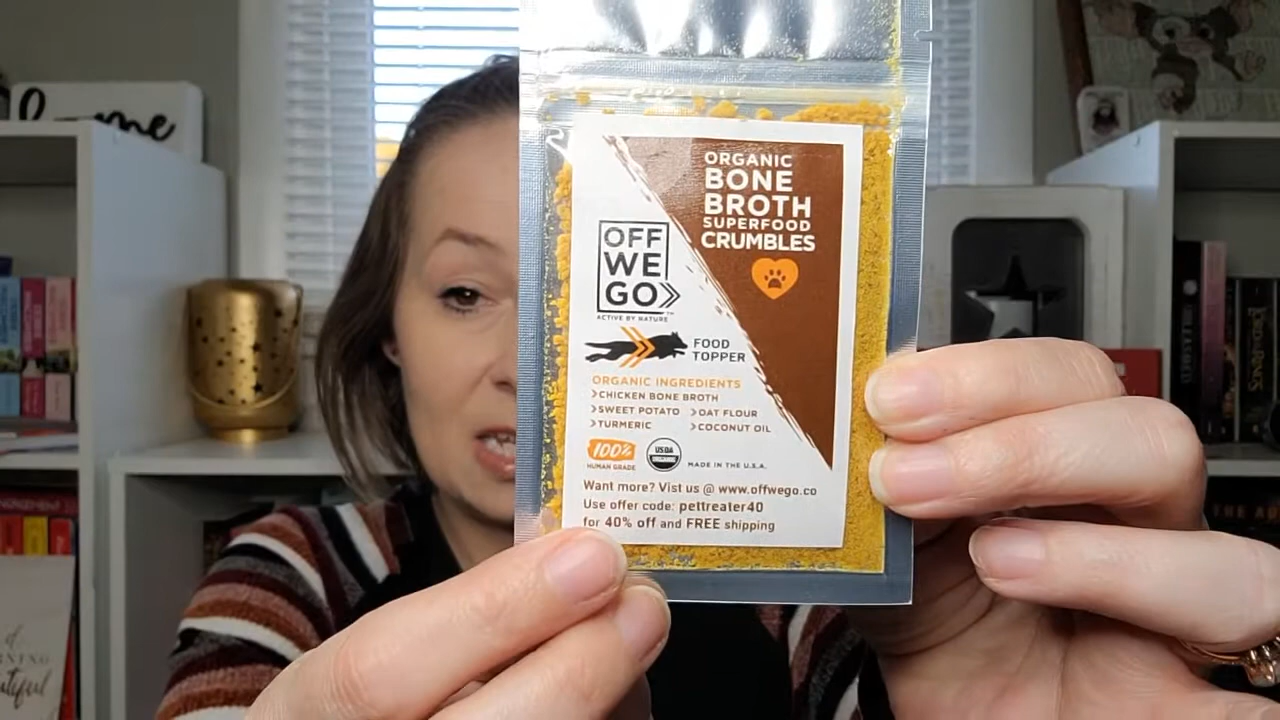 ORGANIC
BONE
BROTH
SUPERFOOD
CRUMBLES
OFF
WE
GO
ACTIVE BY NATURE
FOOD
TOPPER
ORGANIC INGREDIENTS
CHICKEN BONE BROTH
SWEET POTATO OAT FLOUR
TURMERIC COCONUT OIL
100%
HUMAN GRADE
USDA
ORGANIC
MADE IN THE U.S.A.
Want more? Vist us @ www.offwego.co
Use offer code: pettreater40
for 40% off and FREE shipping